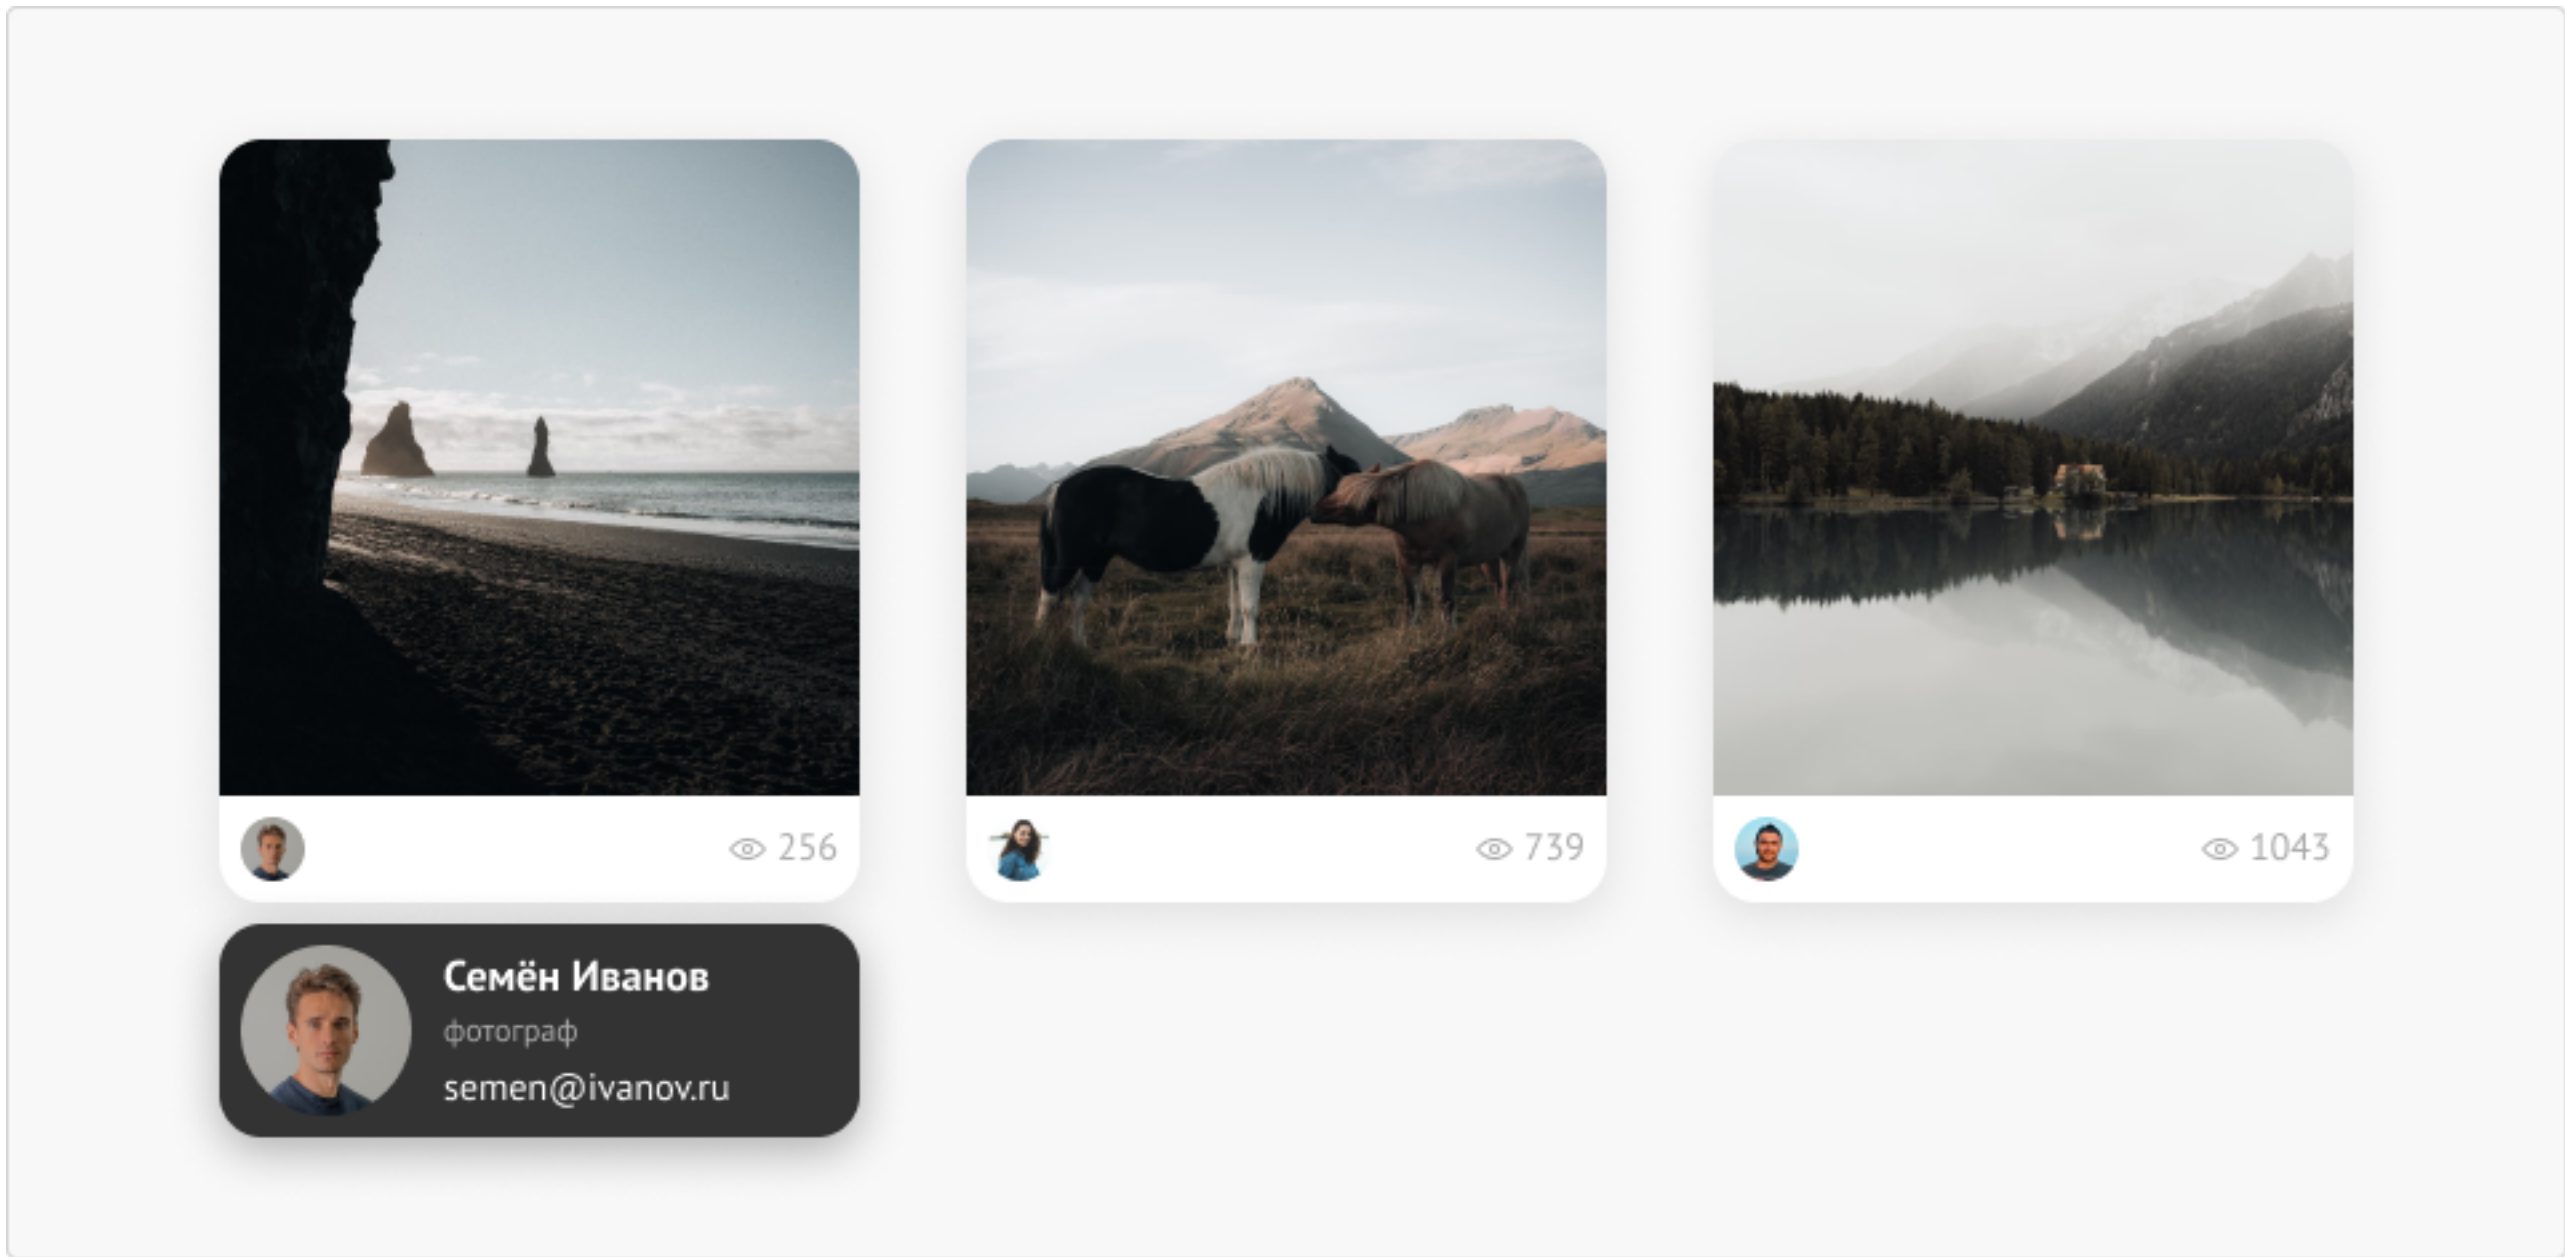 256
739
1043
Семён Иванов
фотограф
semen@ivanov.ru